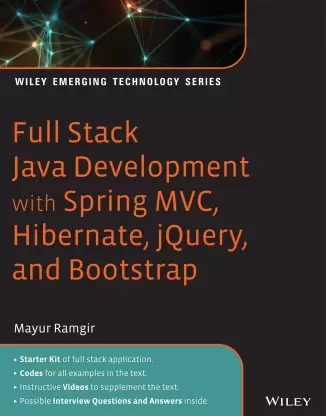 WILEY EMERGING TECHNOLOGY SERIES
Full Stack
Java Development
with Spring MVC,
Hibernate, jQuery,
and Bootstrap
Mayur Ramgir
▸ Starter Kit of full stack application.
▸ Codes for all examples in the text.
▸ Instructive Videos to supplement the text.
▸ Possible Interview Questions and Answers inside.
WILEY